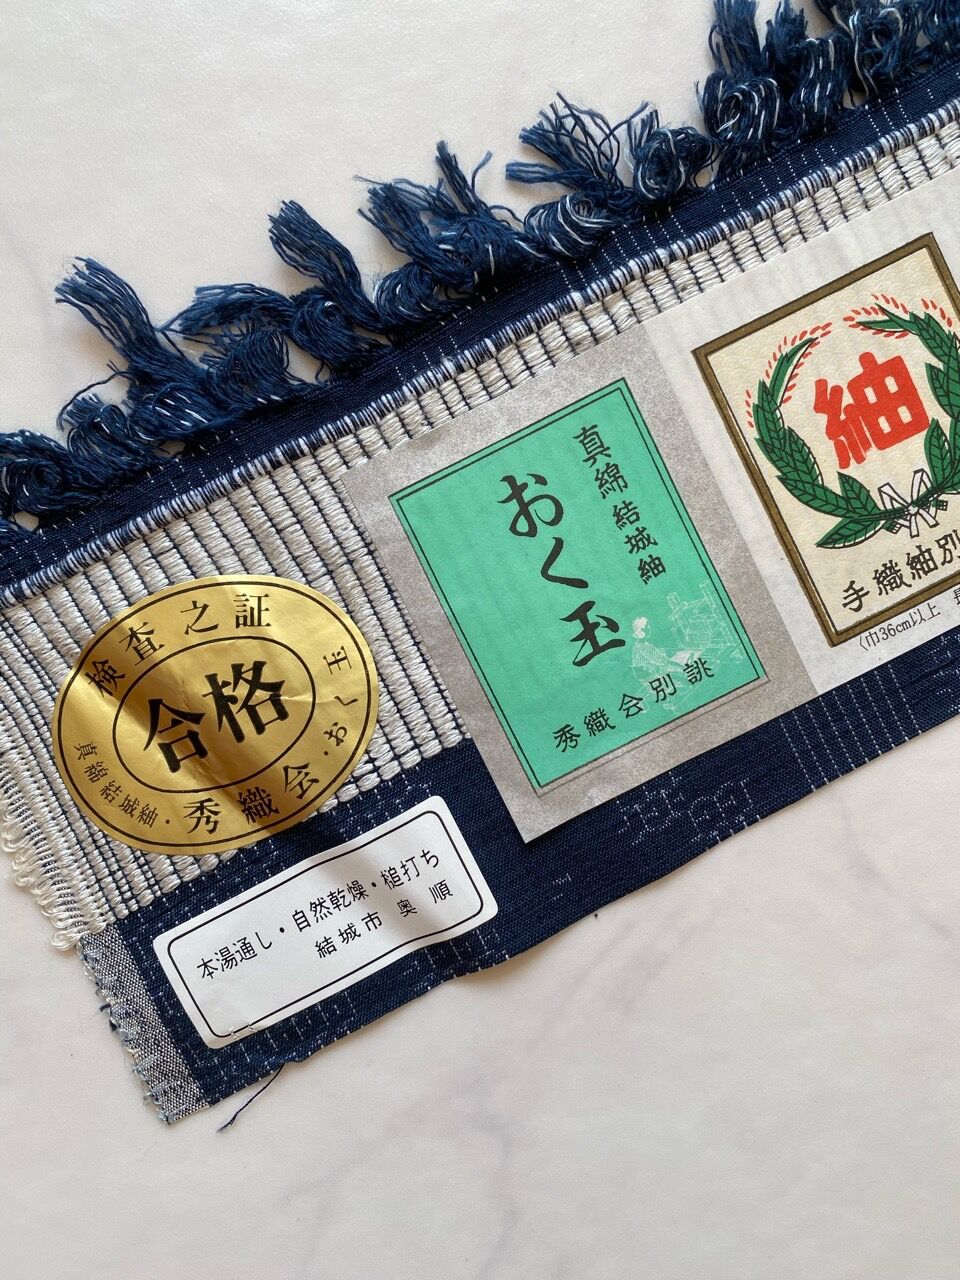 検査之証
合格
真綿結城紬・秀織会・おくし玉
本湯通し・自然乾燥・槌打ち
結城市 奥順
真綿結城紬
おくし玉
秀織会別誂
紬
手織紬別
〈巾36cm以上 長